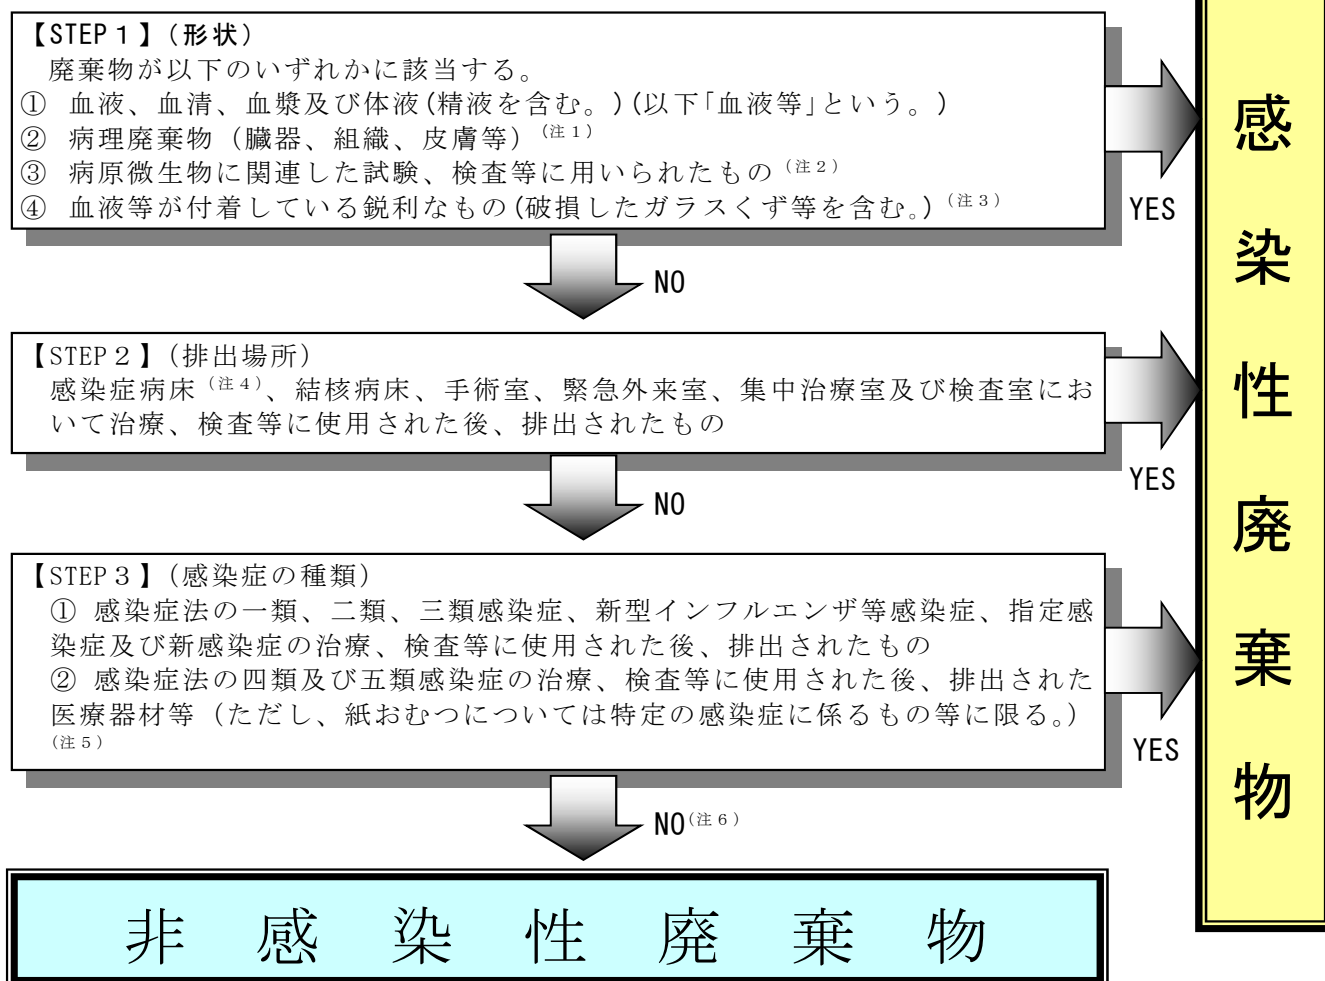 【STEP１】(形状)
廃棄物が以下のいずれかに該当する。
① 血液、血清、血漿及び体液(精液を含む。)(以下「血液等」という。)
② 病理廃棄物（臓器、組織、皮膚等）(注１)
③ 病原微生物に関連した試験、検査等に用いられたもの(注２)
④ 血液等が付着している鋭利なもの(破損したガラスくず等を含む。)(注３)
YES
NO
【STEP２】(排出場所)
感染症病床(注４)、結核病床、手術室、緊急外来室、集中治療室及び検査室にお
いて治療、検査等に使用された後、排出されたもの
YES
NO
【STEP３】(感染症の種類)
① 感染症法の一類、二類、三類感染症、新型インフルエンザ等感染症、指定感
染症及び新感染症の治療、検査等に使用された後、排出されたもの
② 感染症法の四類及び五類感染症の治療、検査等に使用された後、排出された
医療器材等（ただし、紙おむつについては特定の感染症に係るもの等に限る。）
(注５)
YES
NO(注６)
非感染性廃棄物
感染性廃棄物